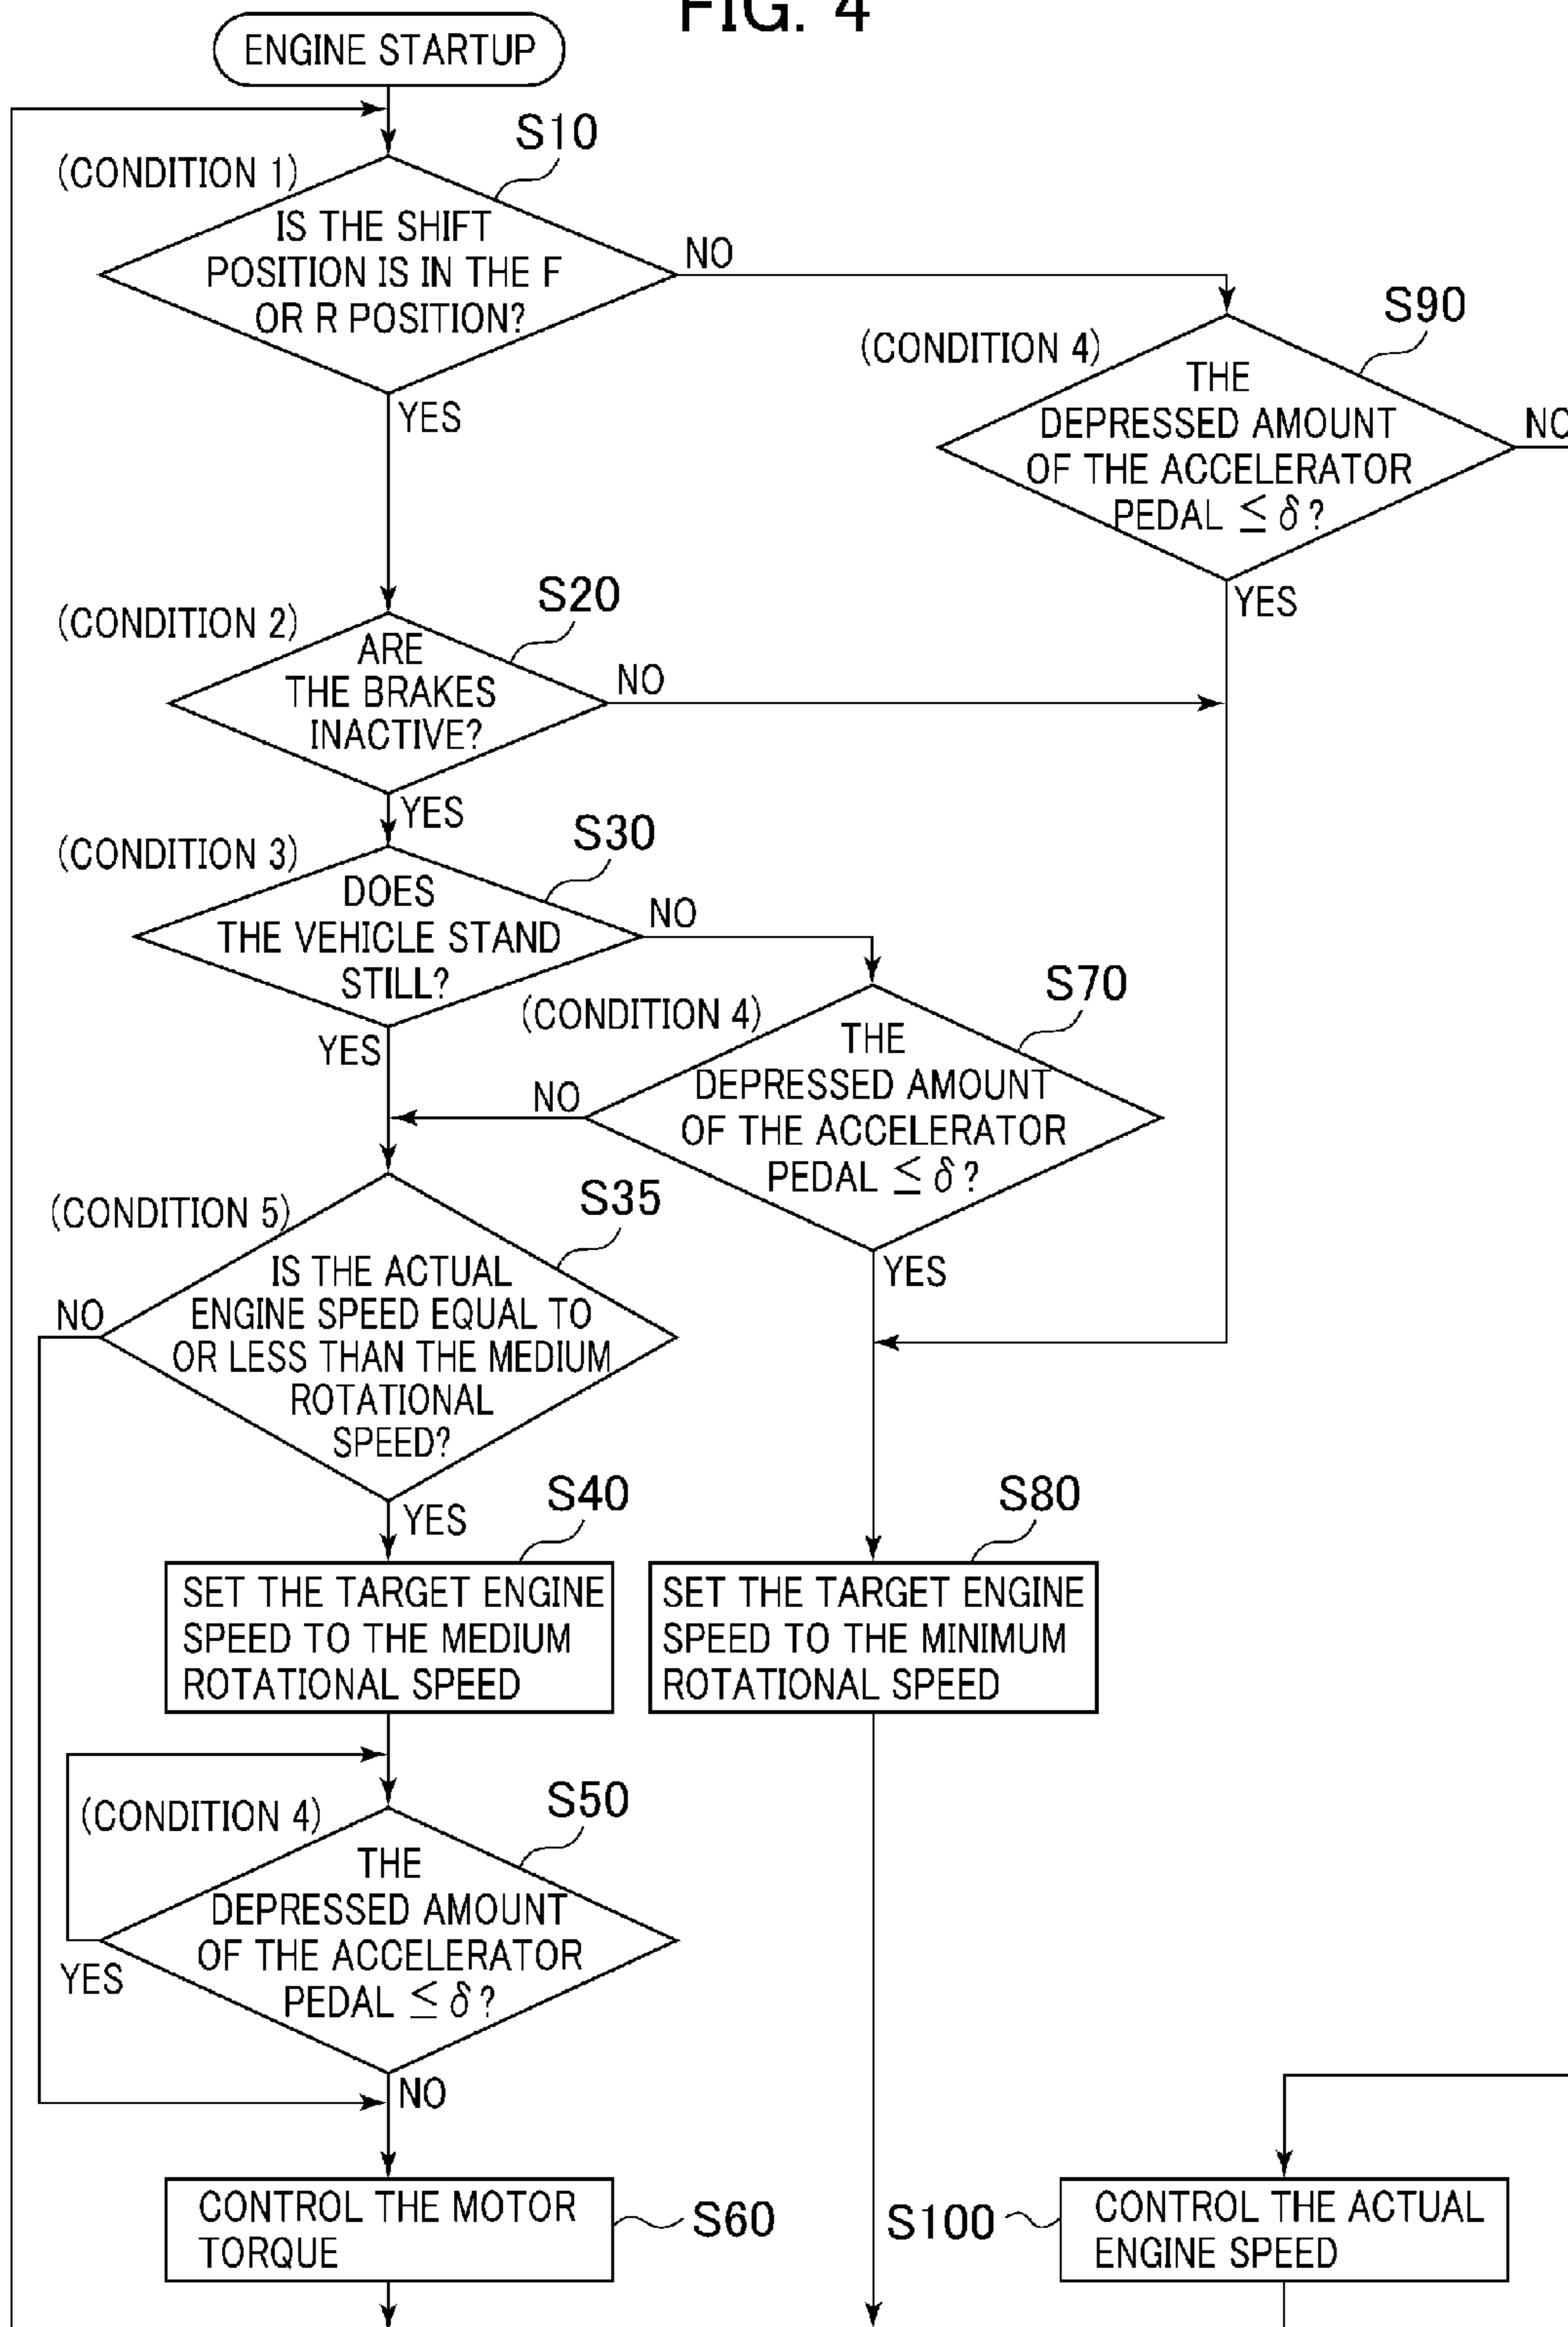 FIG. 4
ENGINE STARTUP
S10
(CONDITION 1)
IS THE SHIFT
POSITION IS IN THE F
OR R POSITION?
NO
YES
S90
(CONDITION 4)
THE
DEPRESSED AMOUNT
OF THE ACCELERATOR
PEDAL ≦ δ?
NO
YES
S20
(CONDITION 2)
ARE
THE BRAKES
INACTIVE?
NO
YES
S30
(CONDITION 3)
DOES
THE VEHICLE STAND
STILL?
NO
YES
S70
(CONDITION 4)
THE
DEPRESSED AMOUNT
OF THE ACCELERATOR
PEDAL ≦ δ?
NO
YES
S35
(CONDITION 5)
IS THE ACTUAL
ENGINE SPEED EQUAL TO
OR LESS THAN THE MEDIUM
ROTATIONAL
SPEED?
NO
YES
S40
SET THE TARGET ENGINE
SPEED TO THE MEDIUM
ROTATIONAL SPEED
S80
SET THE TARGET ENGINE
SPEED TO THE MINIMUM
ROTATIONAL SPEED
S50
(CONDITION 4)
THE
DEPRESSED AMOUNT
OF THE ACCELERATOR
PEDAL ≦ δ?
YES
NO
CONTROL THE MOTOR
TORQUE
S60
S100
CONTROL THE ACTUAL
ENGINE SPEED